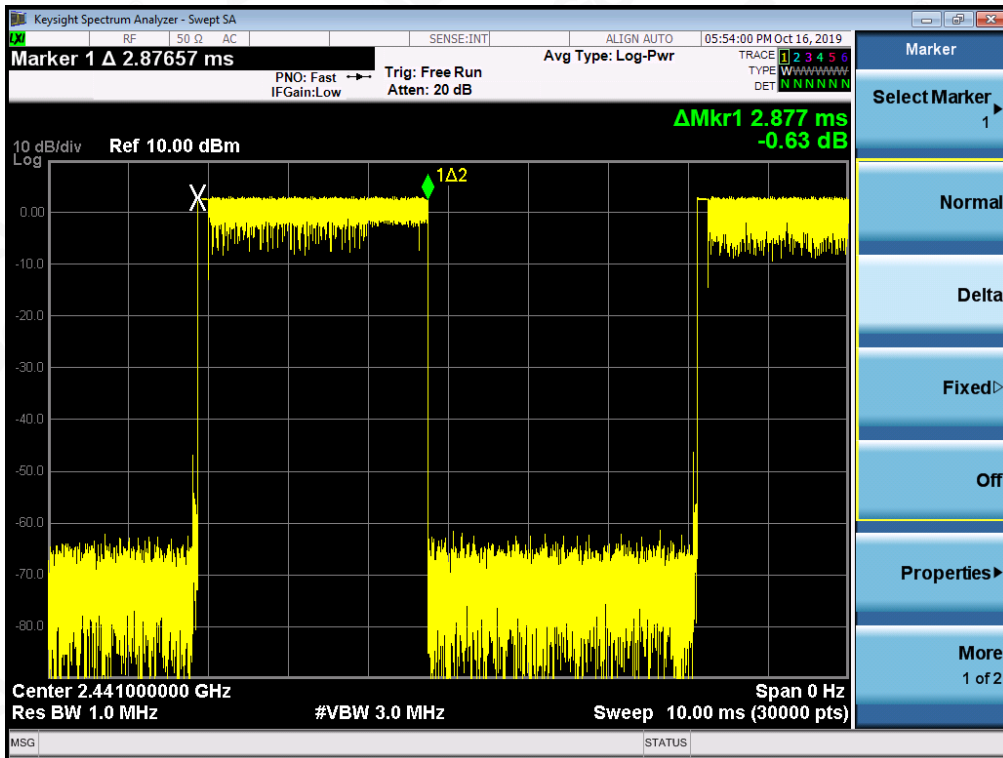 Keysight Spectrum Analyzer - Swept SA
LXI RF 50 Ω AC SENSE:INT ALIGN AUTO 05:54:00 PM Oct 16, 2019
Marker 1 Δ 2.87657 ms
PNO: Fast
IFGain:Low
Trig: Free Run
Atten: 20 dB
Avg Type: Log-Pwr
TRACE 1 2 3 4 5 6
TYPE WWWWWW
DET N N N N N N
ΔMkr1 2.877 ms
-0.63 dB
10 dB/div Ref 10.00 dBm
Log
1Δ2
0.00
-10.0
-20.0
-30.0
-40.0
-50.0
-60.0
-70.0
-80.0
Center 2.441000000 GHz Span 0 Hz
Res BW 1.0 MHz #VBW 3.0 MHz Sweep 10.00 ms (30000 pts)
MSG STATUS
Marker
Select Marker
1
Normal
Delta
Fixed
Off
Properties
More
1 of 2